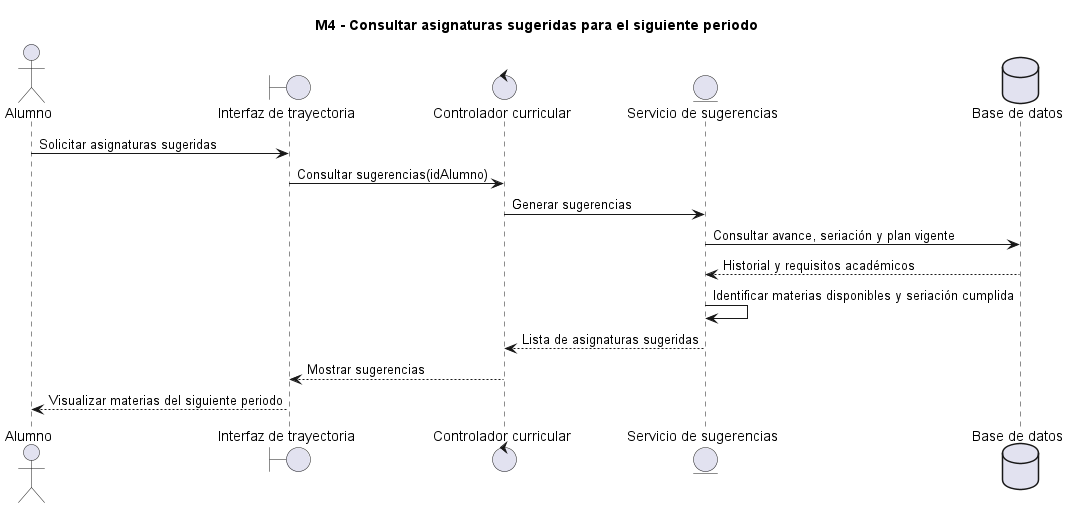 M4 - Consultar asignaturas sugeridas para el siguiente periodo
Alumno
Interfaz de trayectoria
Controlador curricular
Servicio de sugerencias
Base de datos
Solicitar asignaturas sugeridas
Consultar sugerencias(idAlumno)
Generar sugerencias
Consultar avance, seriación y plan vigente
Historial y requisitos académicos
Identificar materias disponibles y seriación cumplida
Lista de asignaturas sugeridas
Mostrar sugerencias
Visualizar materias del siguiente periodo
Alumno
Interfaz de trayectoria
Controlador curricular
Servicio de sugerencias
Base de datos